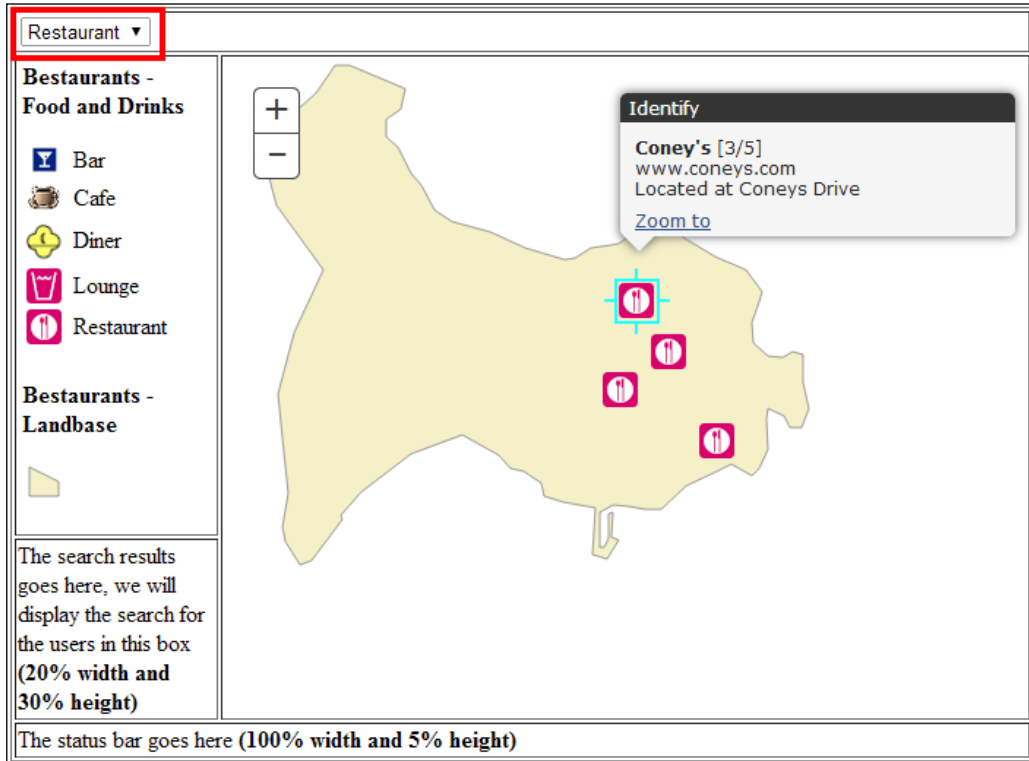 Restaurant ▼
Bestaurants -
Food and Drinks
Bar
Cafe
Diner
Lounge
Restaurant
Bestaurants -
Landbase
The search results
goes here, we will
display the search for
the users in this box
(20% width and
30% height)
+
−
Identify
Coney's [3/5]
www.coneys.com
Located at Coneys Drive
Zoom to
The status bar goes here (100% width and 5% height)